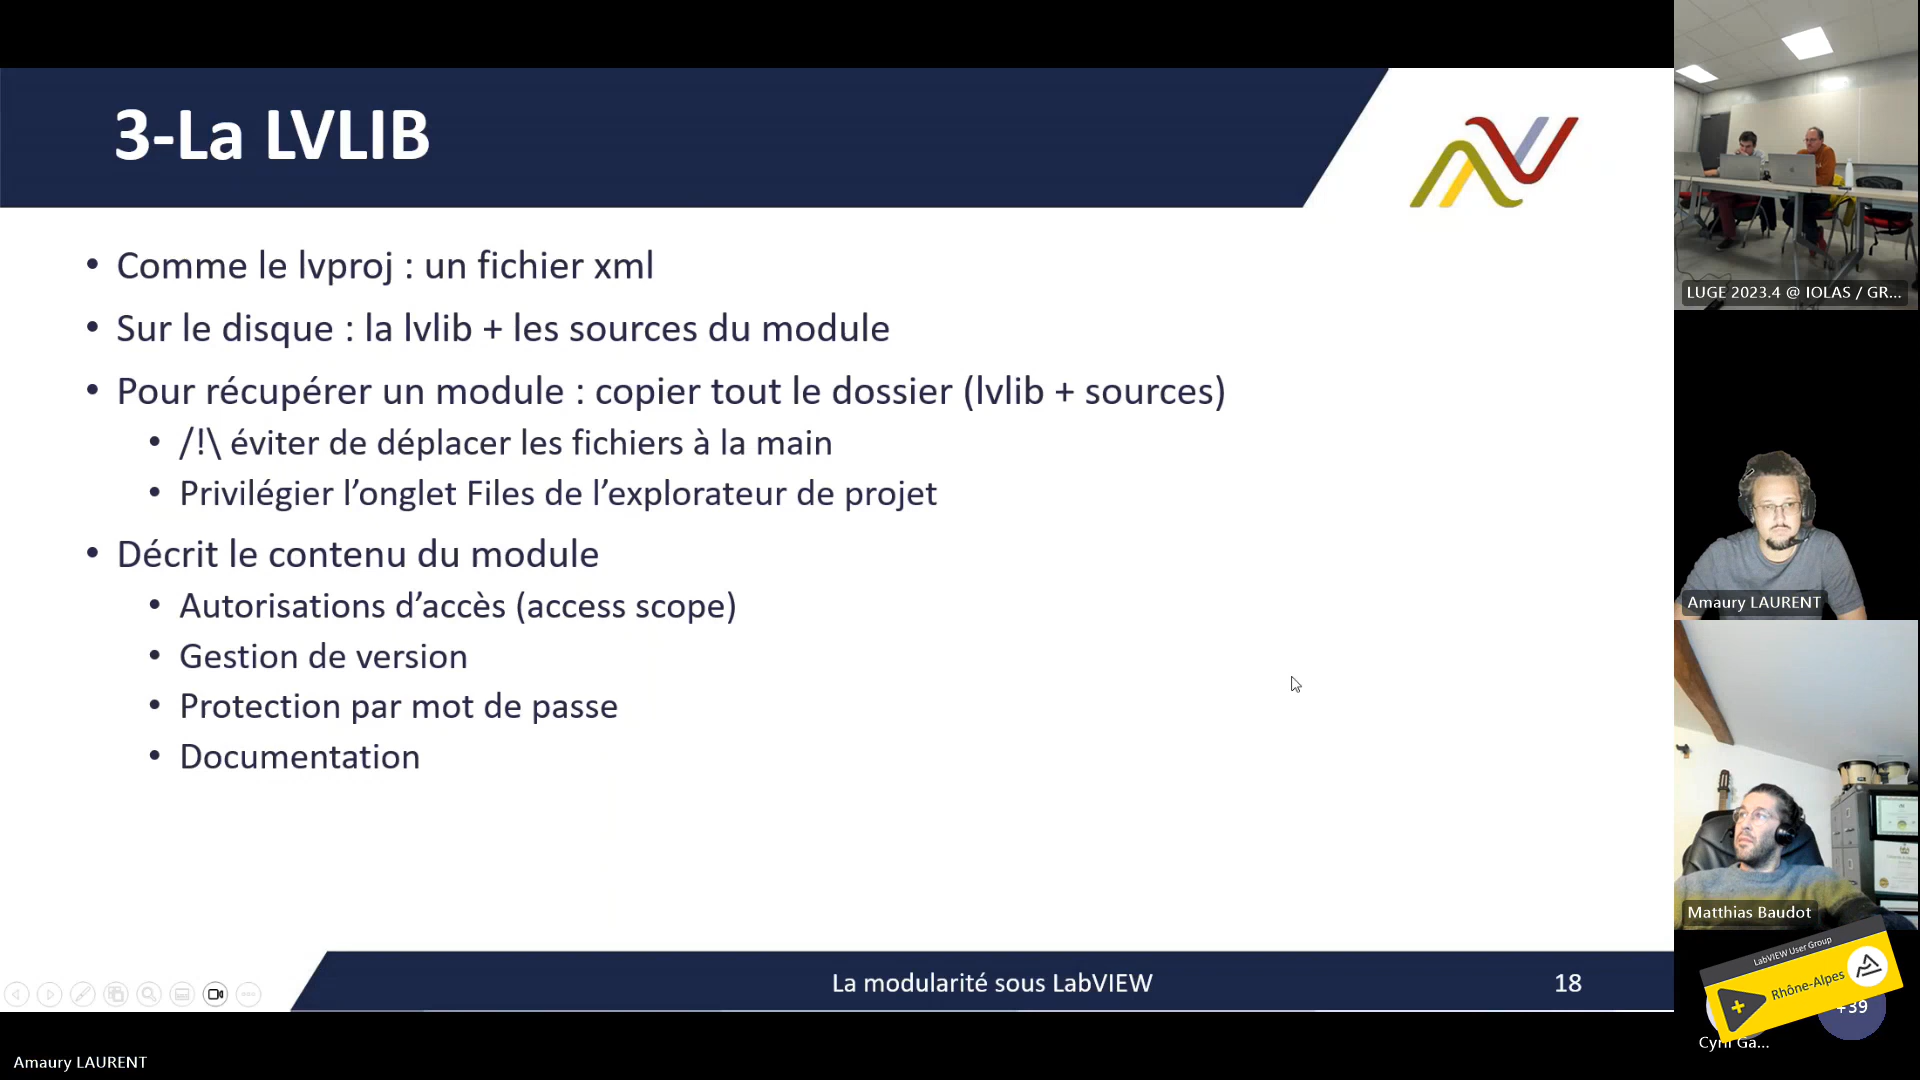 3-La LVLIB
• Comme le lvproj : un fichier xml
• Sur le disque : la lvlib + les sources du module
• Pour récupérer un module : copier tout le dossier (lvlib + sources)
• /!\ éviter de déplacer les fichiers à la main
• Privilégier l’onglet Files de l’explorateur de projet
• Décrit le contenu du module
• Autorisations d’accès (access scope)
• Gestion de version
• Protection par mot de passe
• Documentation
La modularité sous LabVIEW
18
Amaury LAURENT
LUGE 2023.4 @ IOLAS / GR...
Amaury LAURENT
Matthias Baudot
LabVIEW User Group
Rhône-Alpes
+39
Cyril Ga...